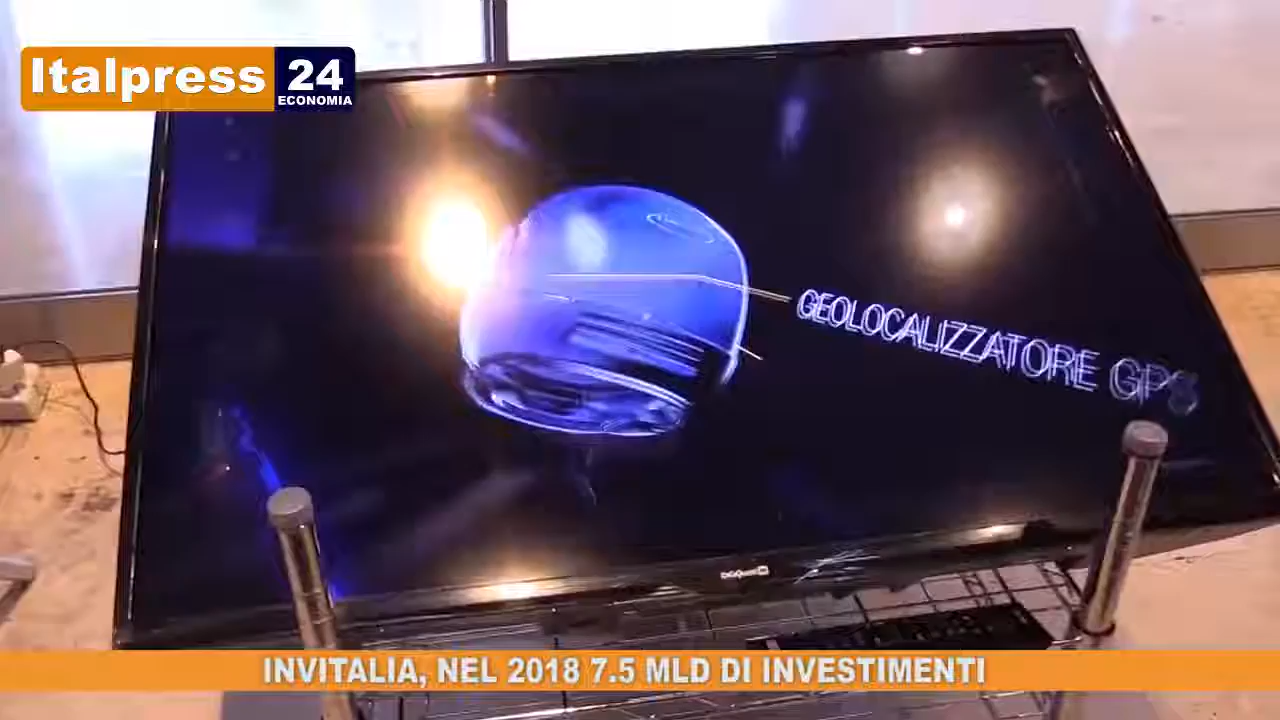 Italpress 24
ECONOMIA
GEOLOCALIZZATORE GPS
INVITALIA, NEL 2018 7.5 MLD DI INVESTIMENTI